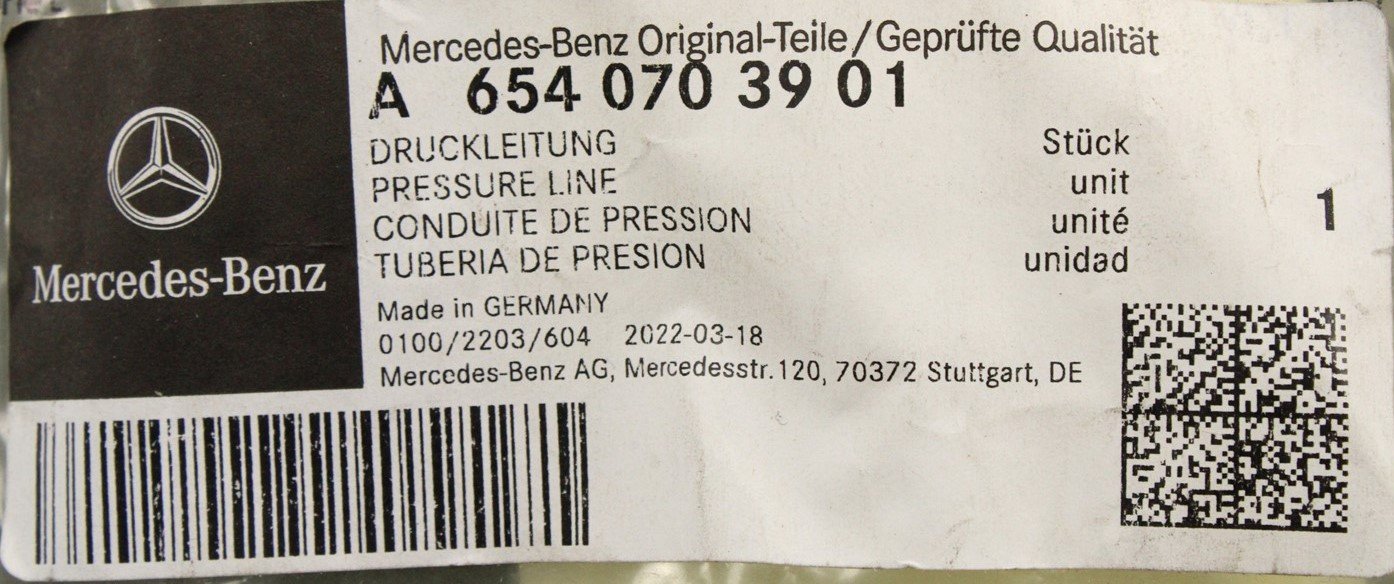 Mercedes-Benz
Mercedes-Benz Original-Teile/Geprüfte Qualität
A 654 070 39 01
DRUCKLEITUNG Stück
PRESSURE LINE unit
CONDUITE DE PRESSION unité
TUBERIA DE PRESION unidad
1
Made in GERMANY
0100/2203/604 2022-03-18
Mercedes-Benz AG, Mercedesstr.120, 70372 Stuttgart, DE